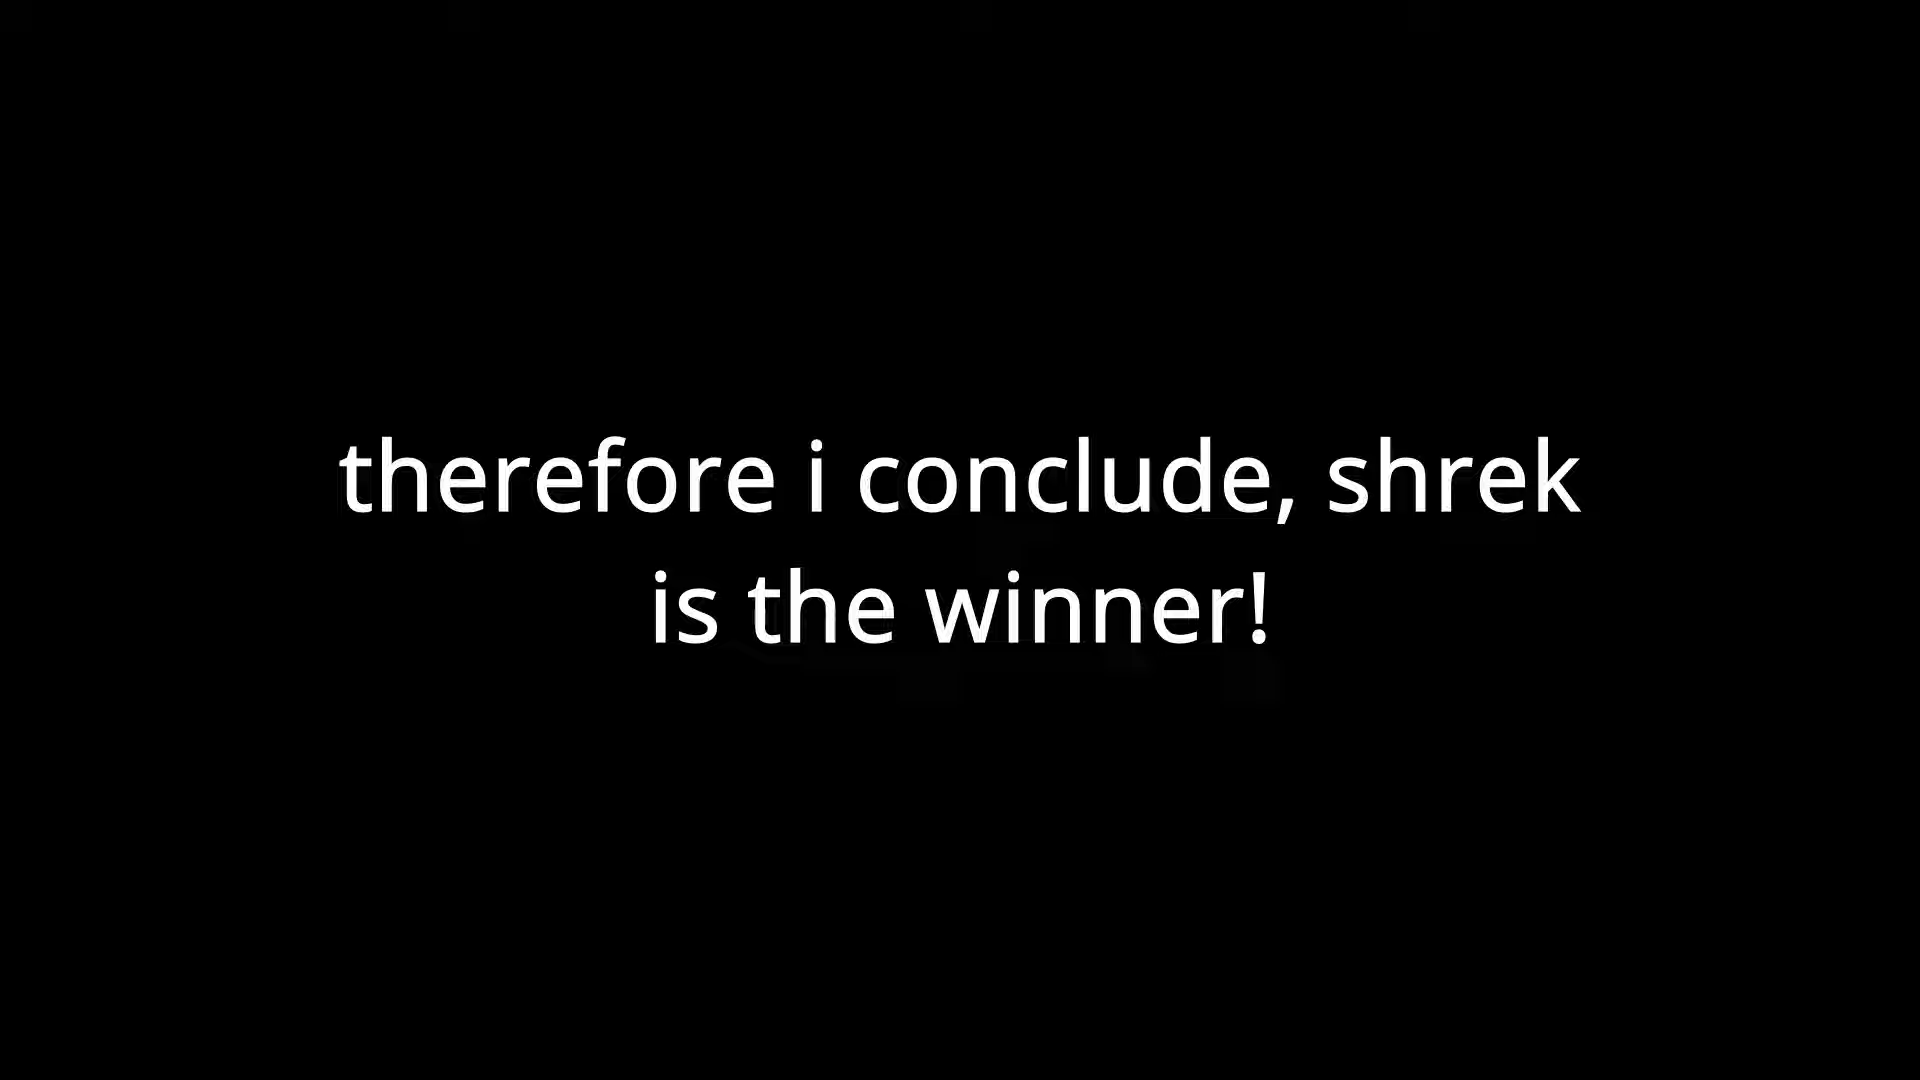 therefore i conclude, shrek
is the winner!